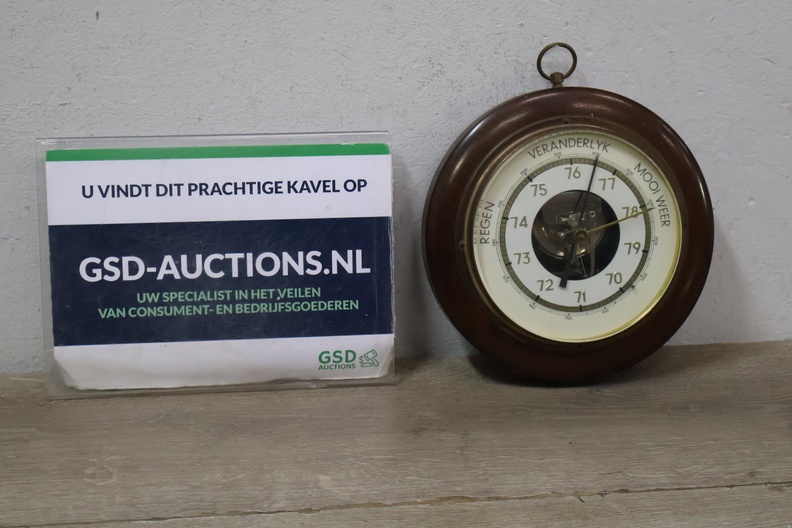 U VINDT DIT PRACHTIGE KAVEL OP
GSD-AUCTIONS.NL
UW SPECIALIST IN HET VEILEN
VAN CONSUMENT- EN BEDRIJFSGOEDEREN
GSD
AUCTIONS
VERANDERLYK
MOOI WEER
REGEN
76
77
78
79
70
71
72
73
74
75